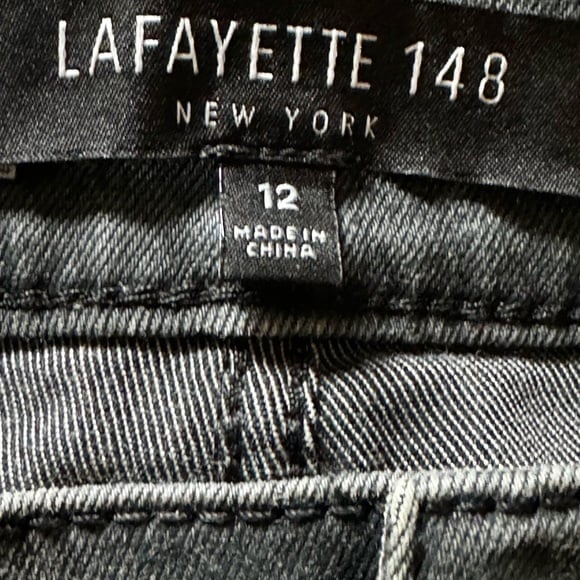 LAFAYETTE 148
NEW YORK
12
MADE IN
CHINA